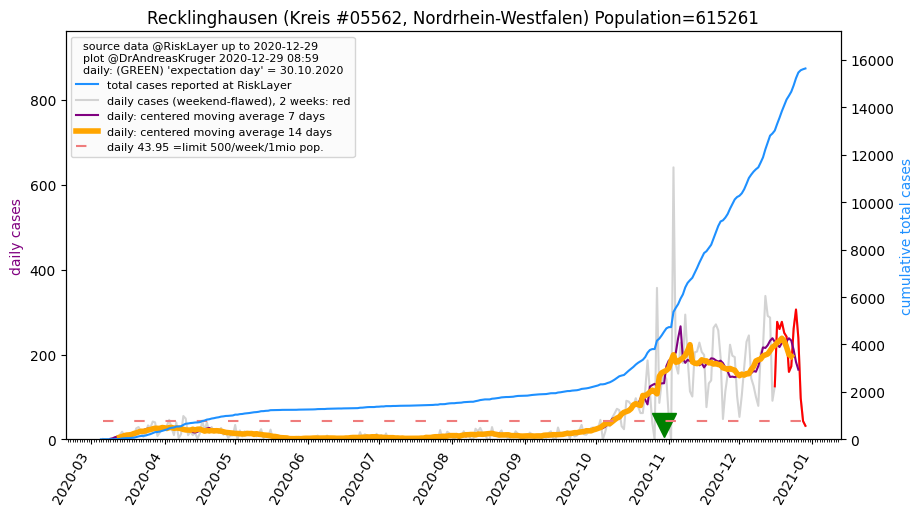 Recklinghausen (Kreis #05562, Nordrhein-Westfalen) Population=615261
source data @RiskLayer up to 2020-12-29
plot @DrAndreasKruger 2020-12-29 08:59
daily: (GREEN) 'expectation day' = 30.10.2020
total cases reported at RiskLayer
daily cases (weekend-flawed), 2 weeks: red
daily: centered moving average 7 days
daily: centered moving average 14 days
daily 43.95 =limit 500/week/1mio pop.
daily cases
800
600
400
200
0
cumulative total cases
16000
14000
12000
10000
8000
6000
4000
2000
0
2020-03
2020-04
2020-05
2020-06
2020-07
2020-08
2020-09
2020-10
2020-11
2020-12
2021-01